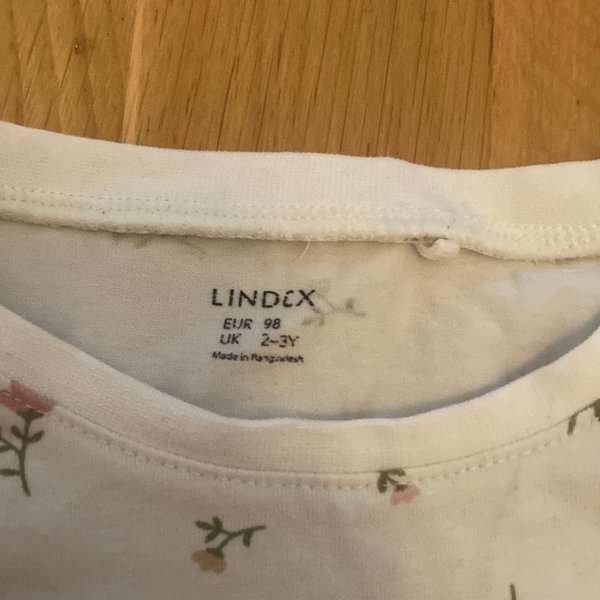 LINDEX
EUR 98
UK 2-3Y
Made in Bangladesh